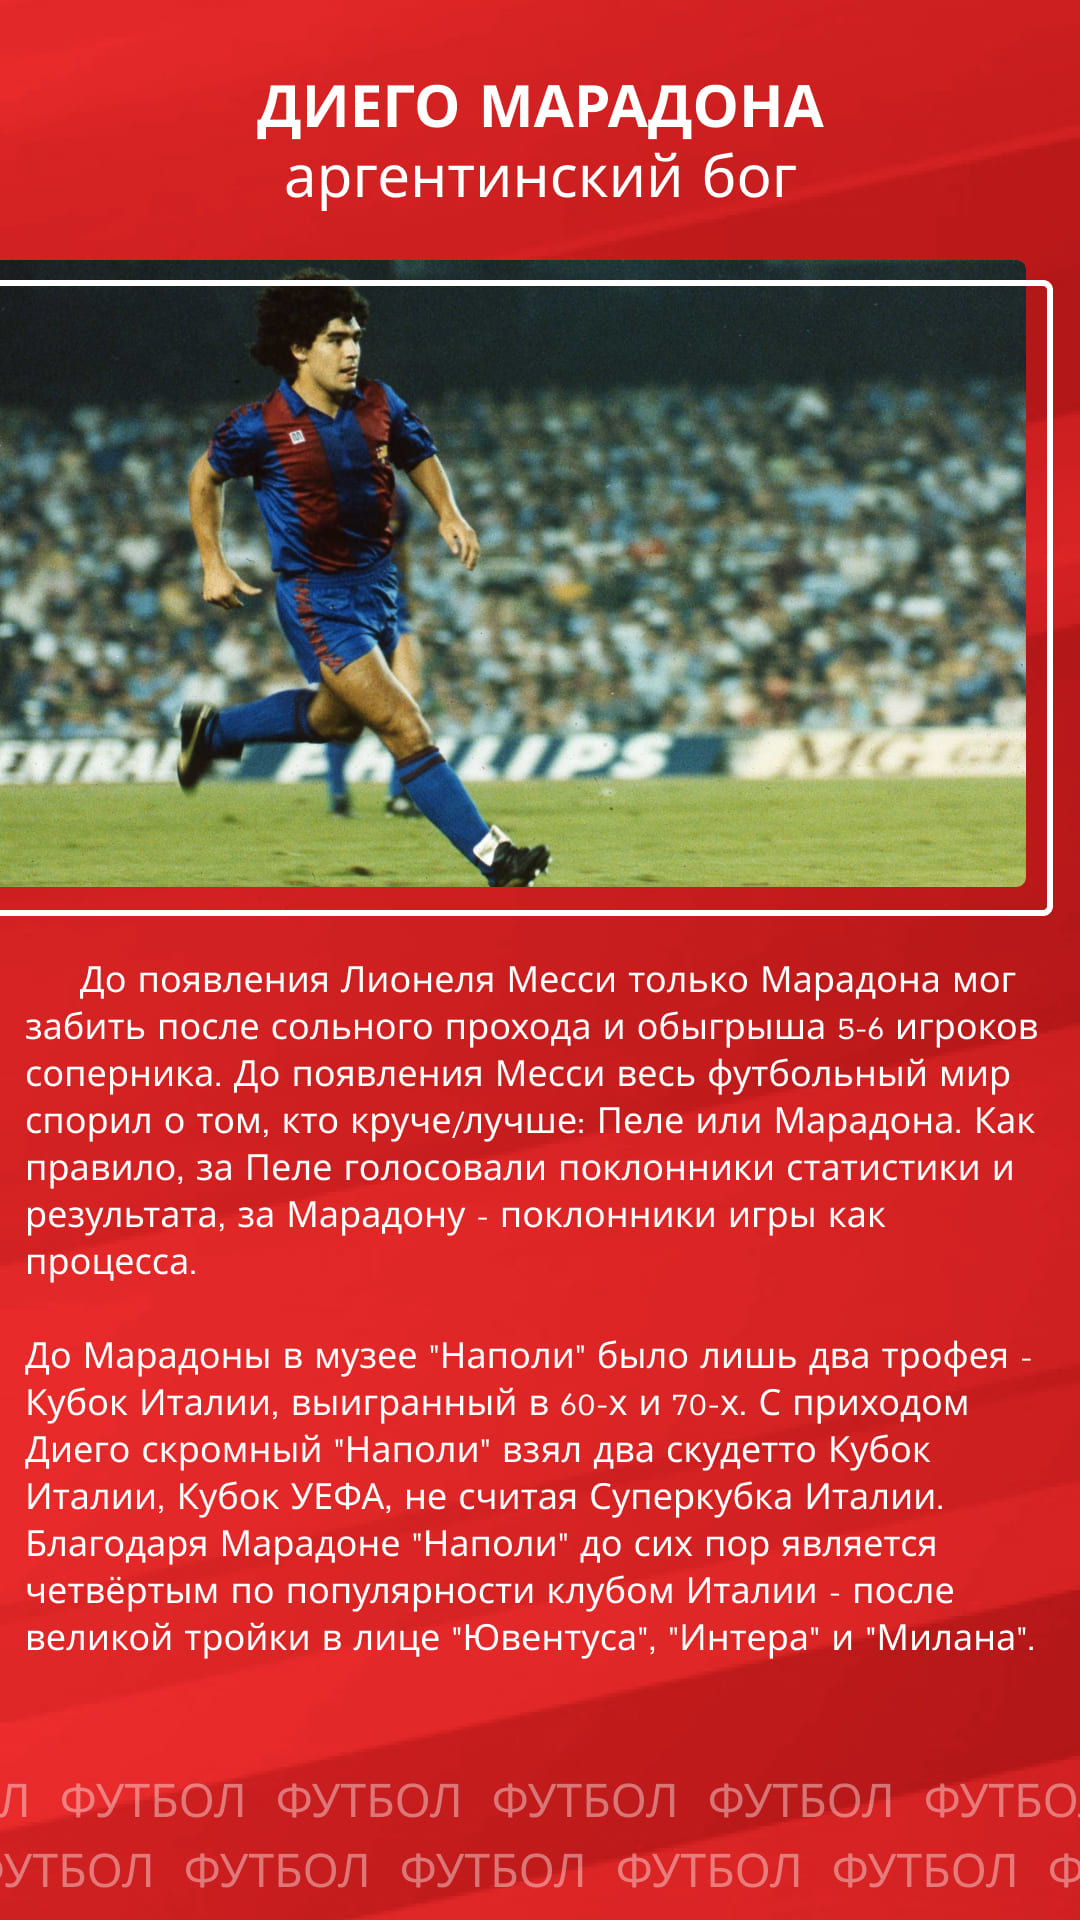 ДИЕГО МАРАДОНА
аргентинский бог
ENTRAL PHILIPS MG
До появления Лионеля Месси только Марадона мог
забить после сольного прохода и обыгрыша 5-6 игроков
соперника. До появления Месси весь футбольный мир
спорил о том, кто круче/лучше: Пеле или Марадона. Как
правило, за Пеле голосовали поклонники статистики и
результата, за Марадону - поклонники игры как
процесса.
До Марадоны в музее "Наполи" было лишь два трофея -
Кубок Италии, выигранный в 60-х и 70-х. С приходом
Диего скромный "Наполи" взял два скудетто Кубок
Италии, Кубок УЕФА, не считая Суперкубка Италии.
Благодаря Марадоне "Наполи" до сих пор является
четвёртым по популярности клубом Италии - после
великой тройки в лице "Ювентуса", "Интера" и "Милана".
Л ФУТБОЛ ФУТБОЛ ФУТБОЛ ФУТБОЛ ФУТБО
УТБОЛ ФУТБОЛ ФУТБОЛ ФУТБОЛ ФУТБОЛ Ф